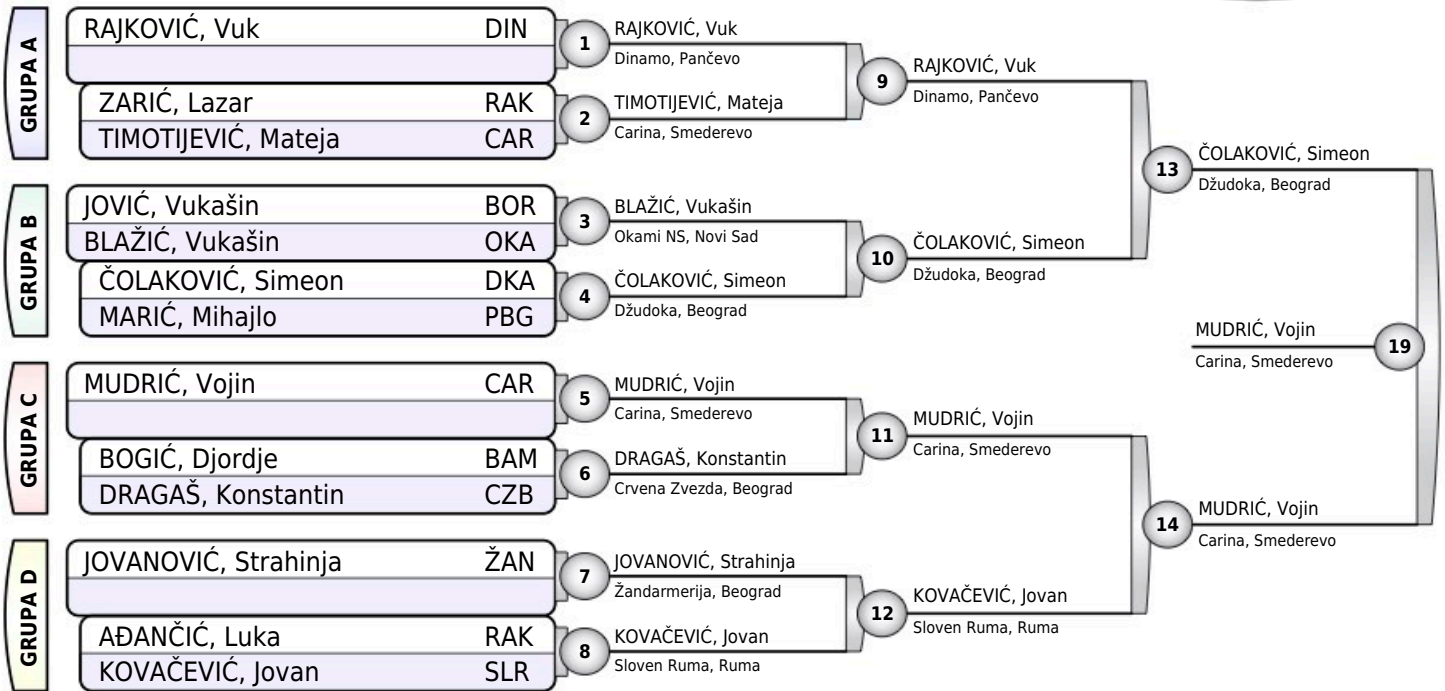 GRUPA A
RAJKOVIĆ, Vuk DIN
ZARIĆ, Lazar RAK
TIMOTIJEVIĆ, Mateja CAR
GRUPA B
JOVIĆ, Vukašin BOR
BLAŽIĆ, Vukašin OKA
ČOLAKOVIĆ, Simeon DKA
MARIĆ, Mihajlo PBG
GRUPA C
MUDRIĆ, Vojin CAR
BOGIĆ, Djordje BAM
DRAGAŠ, Konstantin CZB
GRUPA D
JOVANOVIĆ, Strahinja ŽAN
AĐANČIĆ, Luka RAK
KOVAČEVIĆ, Jovan SLR
1
RAJKOVIĆ, Vuk
Dinamo, Pančevo
2
TIMOTIJEVIĆ, Mateja
Carina, Smederevo
3
BLAŽIĆ, Vukašin
Okami NS, Novi Sad
4
ČOLAKOVIĆ, Simeon
Džudoka, Beograd
5
MUDRIĆ, Vojin
Carina, Smederevo
6
DRAGAŠ, Konstantin
Crvena Zvezda, Beograd
7
JOVANOVIĆ, Strahinja
Žandarmerija, Beograd
8
KOVAČEVIĆ, Jovan
Sloven Ruma, Ruma
9
RAJKOVIĆ, Vuk
Dinamo, Pančevo
10
ČOLAKOVIĆ, Simeon
Džudoka, Beograd
11
MUDRIĆ, Vojin
Carina, Smederevo
12
KOVAČEVIĆ, Jovan
Sloven Ruma, Ruma
13
ČOLAKOVIĆ, Simeon
Džudoka, Beograd
14
MUDRIĆ, Vojin
Carina, Smederevo
MUDRIĆ, Vojin
Carina, Smederevo
19